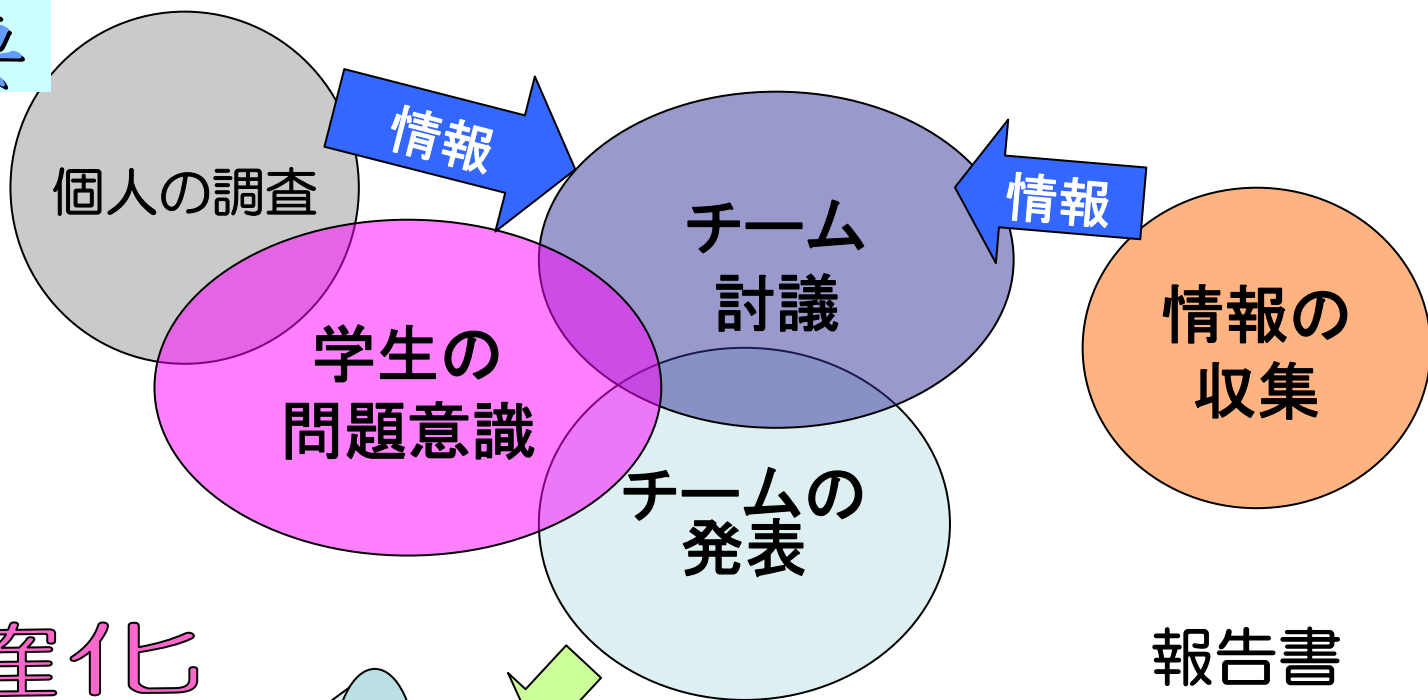 個人の調査
情報
チーム
討議
情報
情報の
収集
学生の
問題意識
チームの
発表
化
報告書